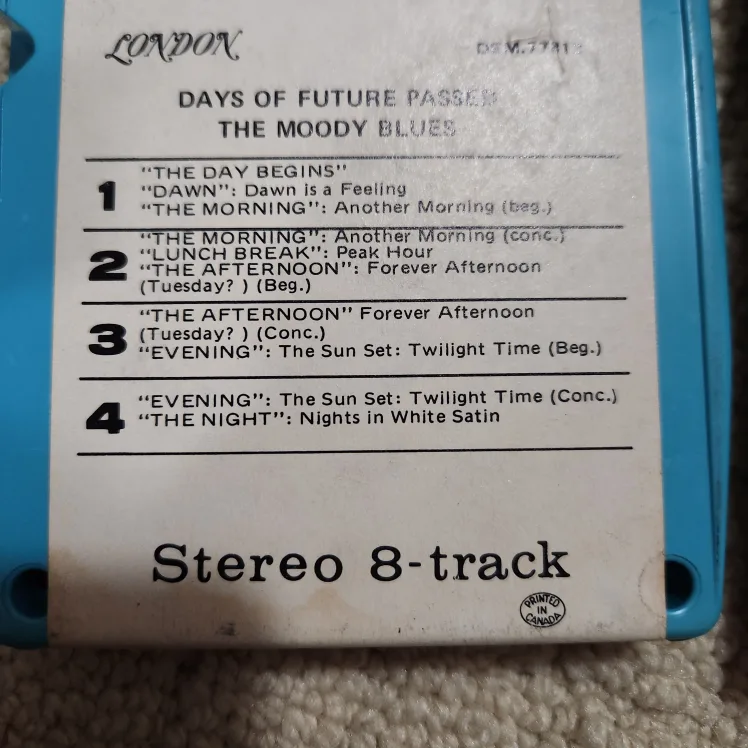 LONDON
DEM.77413
DAYS OF FUTURE PASSED
THE MOODY BLUES
1
"THE DAY BEGINS"
"DAWN": Dawn is a Feeling
"THE MORNING": Another Morning (beg.)
2
"THE MORNING": Another Morning (conc.)
"LUNCH BREAK": Peak Hour
"THE AFTERNOON": Forever Afternoon
(Tuesday? ) (Beg.)
3
"THE AFTERNOON" Forever Afternoon
(Tuesday? ) (Conc.)
"EVENING": The Sun Set: Twilight Time (Beg.)
4
"EVENING": The Sun Set: Twilight Time (Conc.)
"THE NIGHT": Nights in White Satin
Stereo 8-track
PRINTED
IN
CANADA